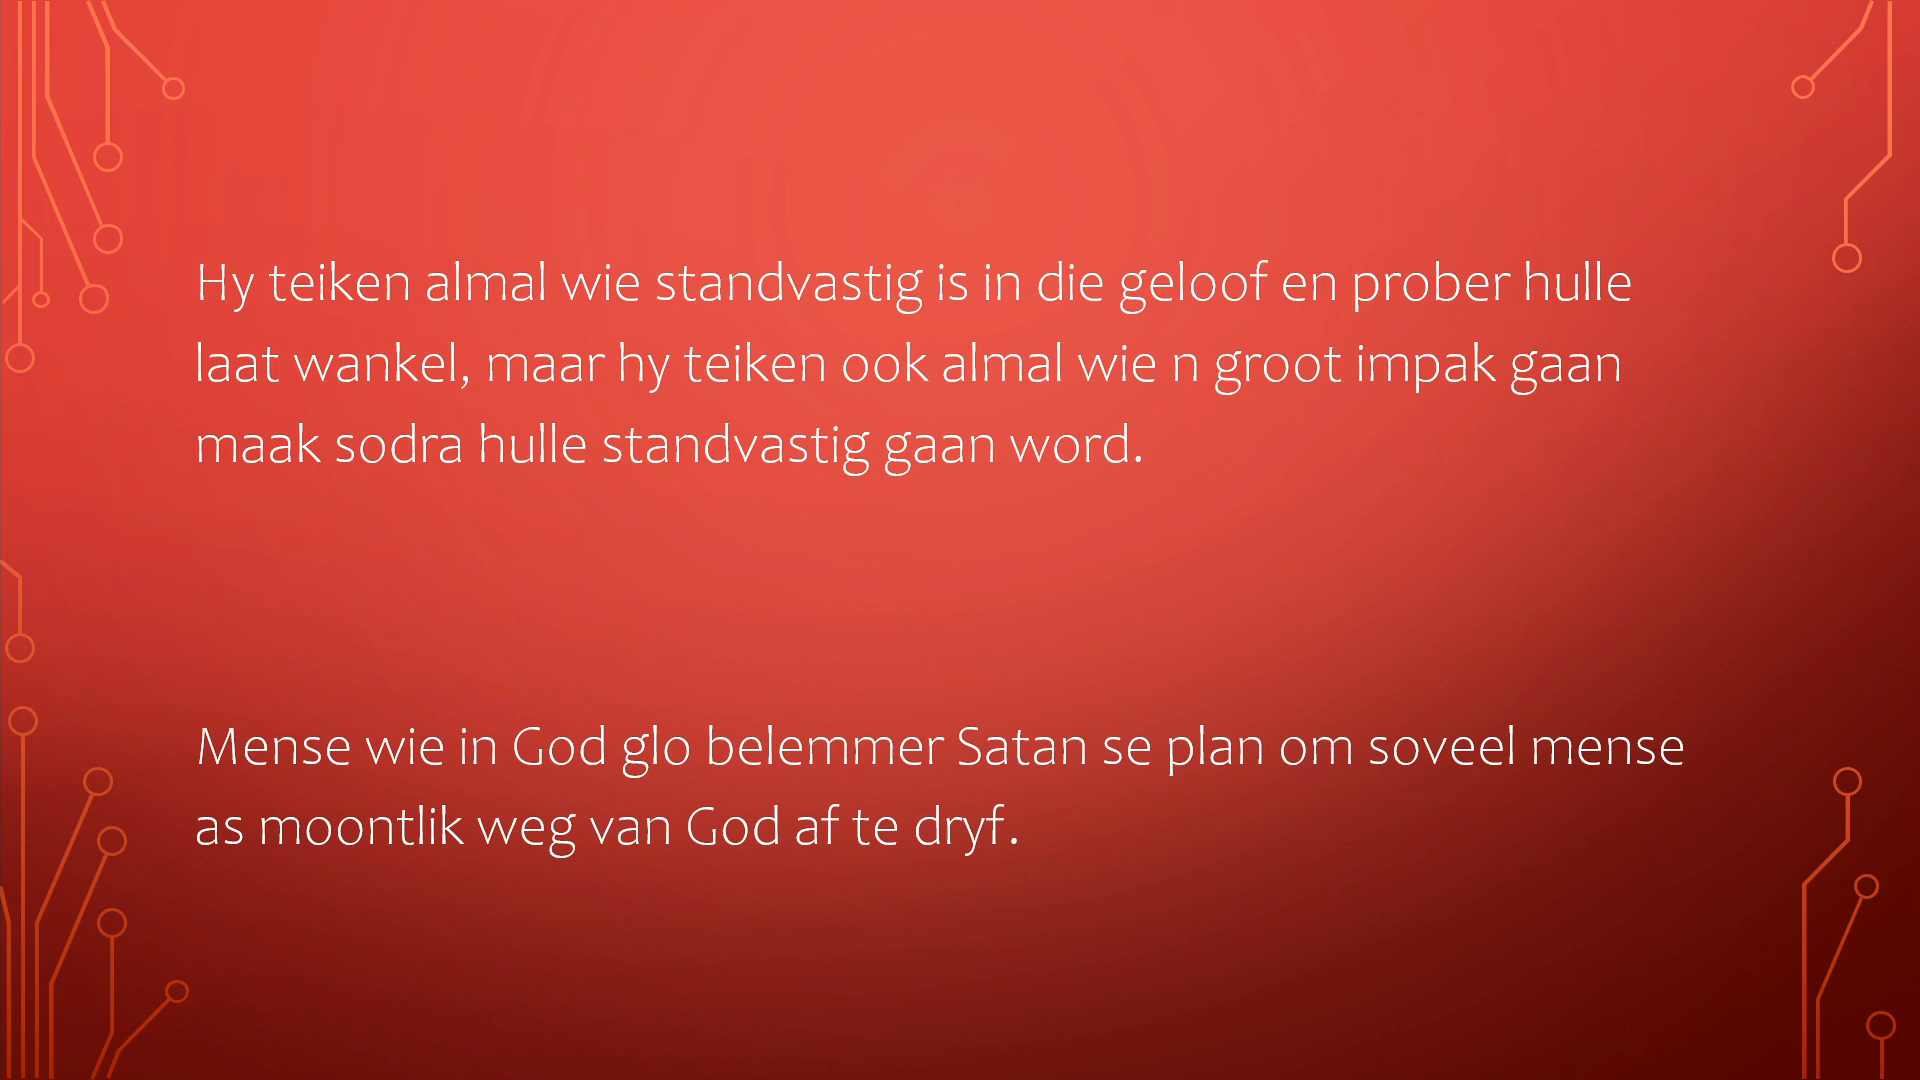 Hy teiken almal wie standvastig is in die geloof en prober hulle
laat wankel, maar hy teiken ook almal wie n groot impak gaan
maak sodra hulle standvastig gaan word.
Mense wie in God glo belemmer Satan se plan om soveel mense
as moontlik weg van God af te dryf.